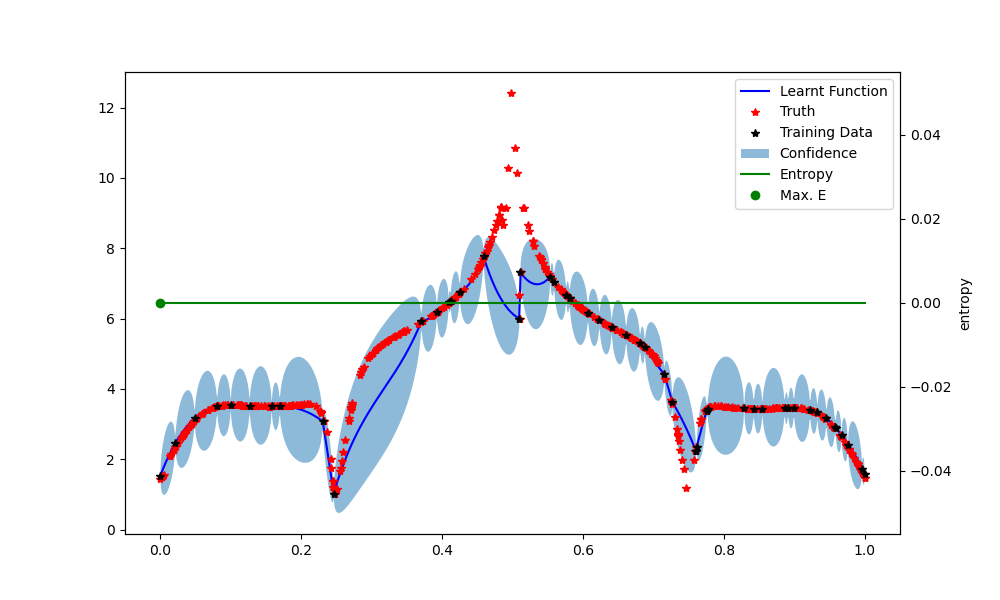 Learnt Function
Truth
Training Data
Confidence
Entropy
Max. E
12
10
8
6
4
2
0
0.04
0.02
0.00
−0.02
−0.04
entropy
0.0 0.2 0.4 0.6 0.8 1.0